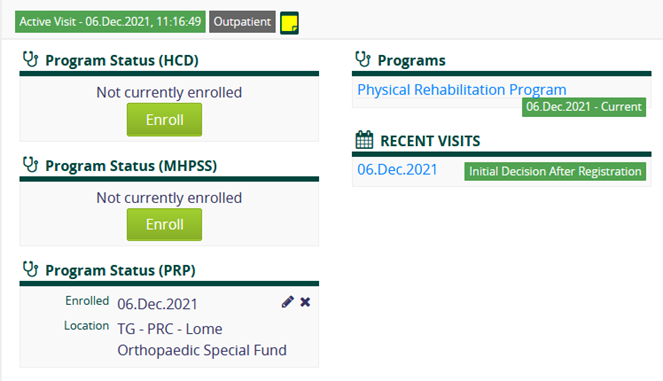 Active Visit - 06.Dec.2021, 11:16:49
Outpatient
Program Status (HCD)
Not currently enrolled
Enroll
Program Status (MHPSS)
Not currently enrolled
Enroll
Program Status (PRP)
Enrolled 06.Dec.2021
Location TG - PRC - Lome
Orthopaedic Special Fund
Programs
Physical Rehabilitation Program
06.Dec.2021 - Current
RECENT VISITS
06.Dec.2021 Initial Decision After Registration